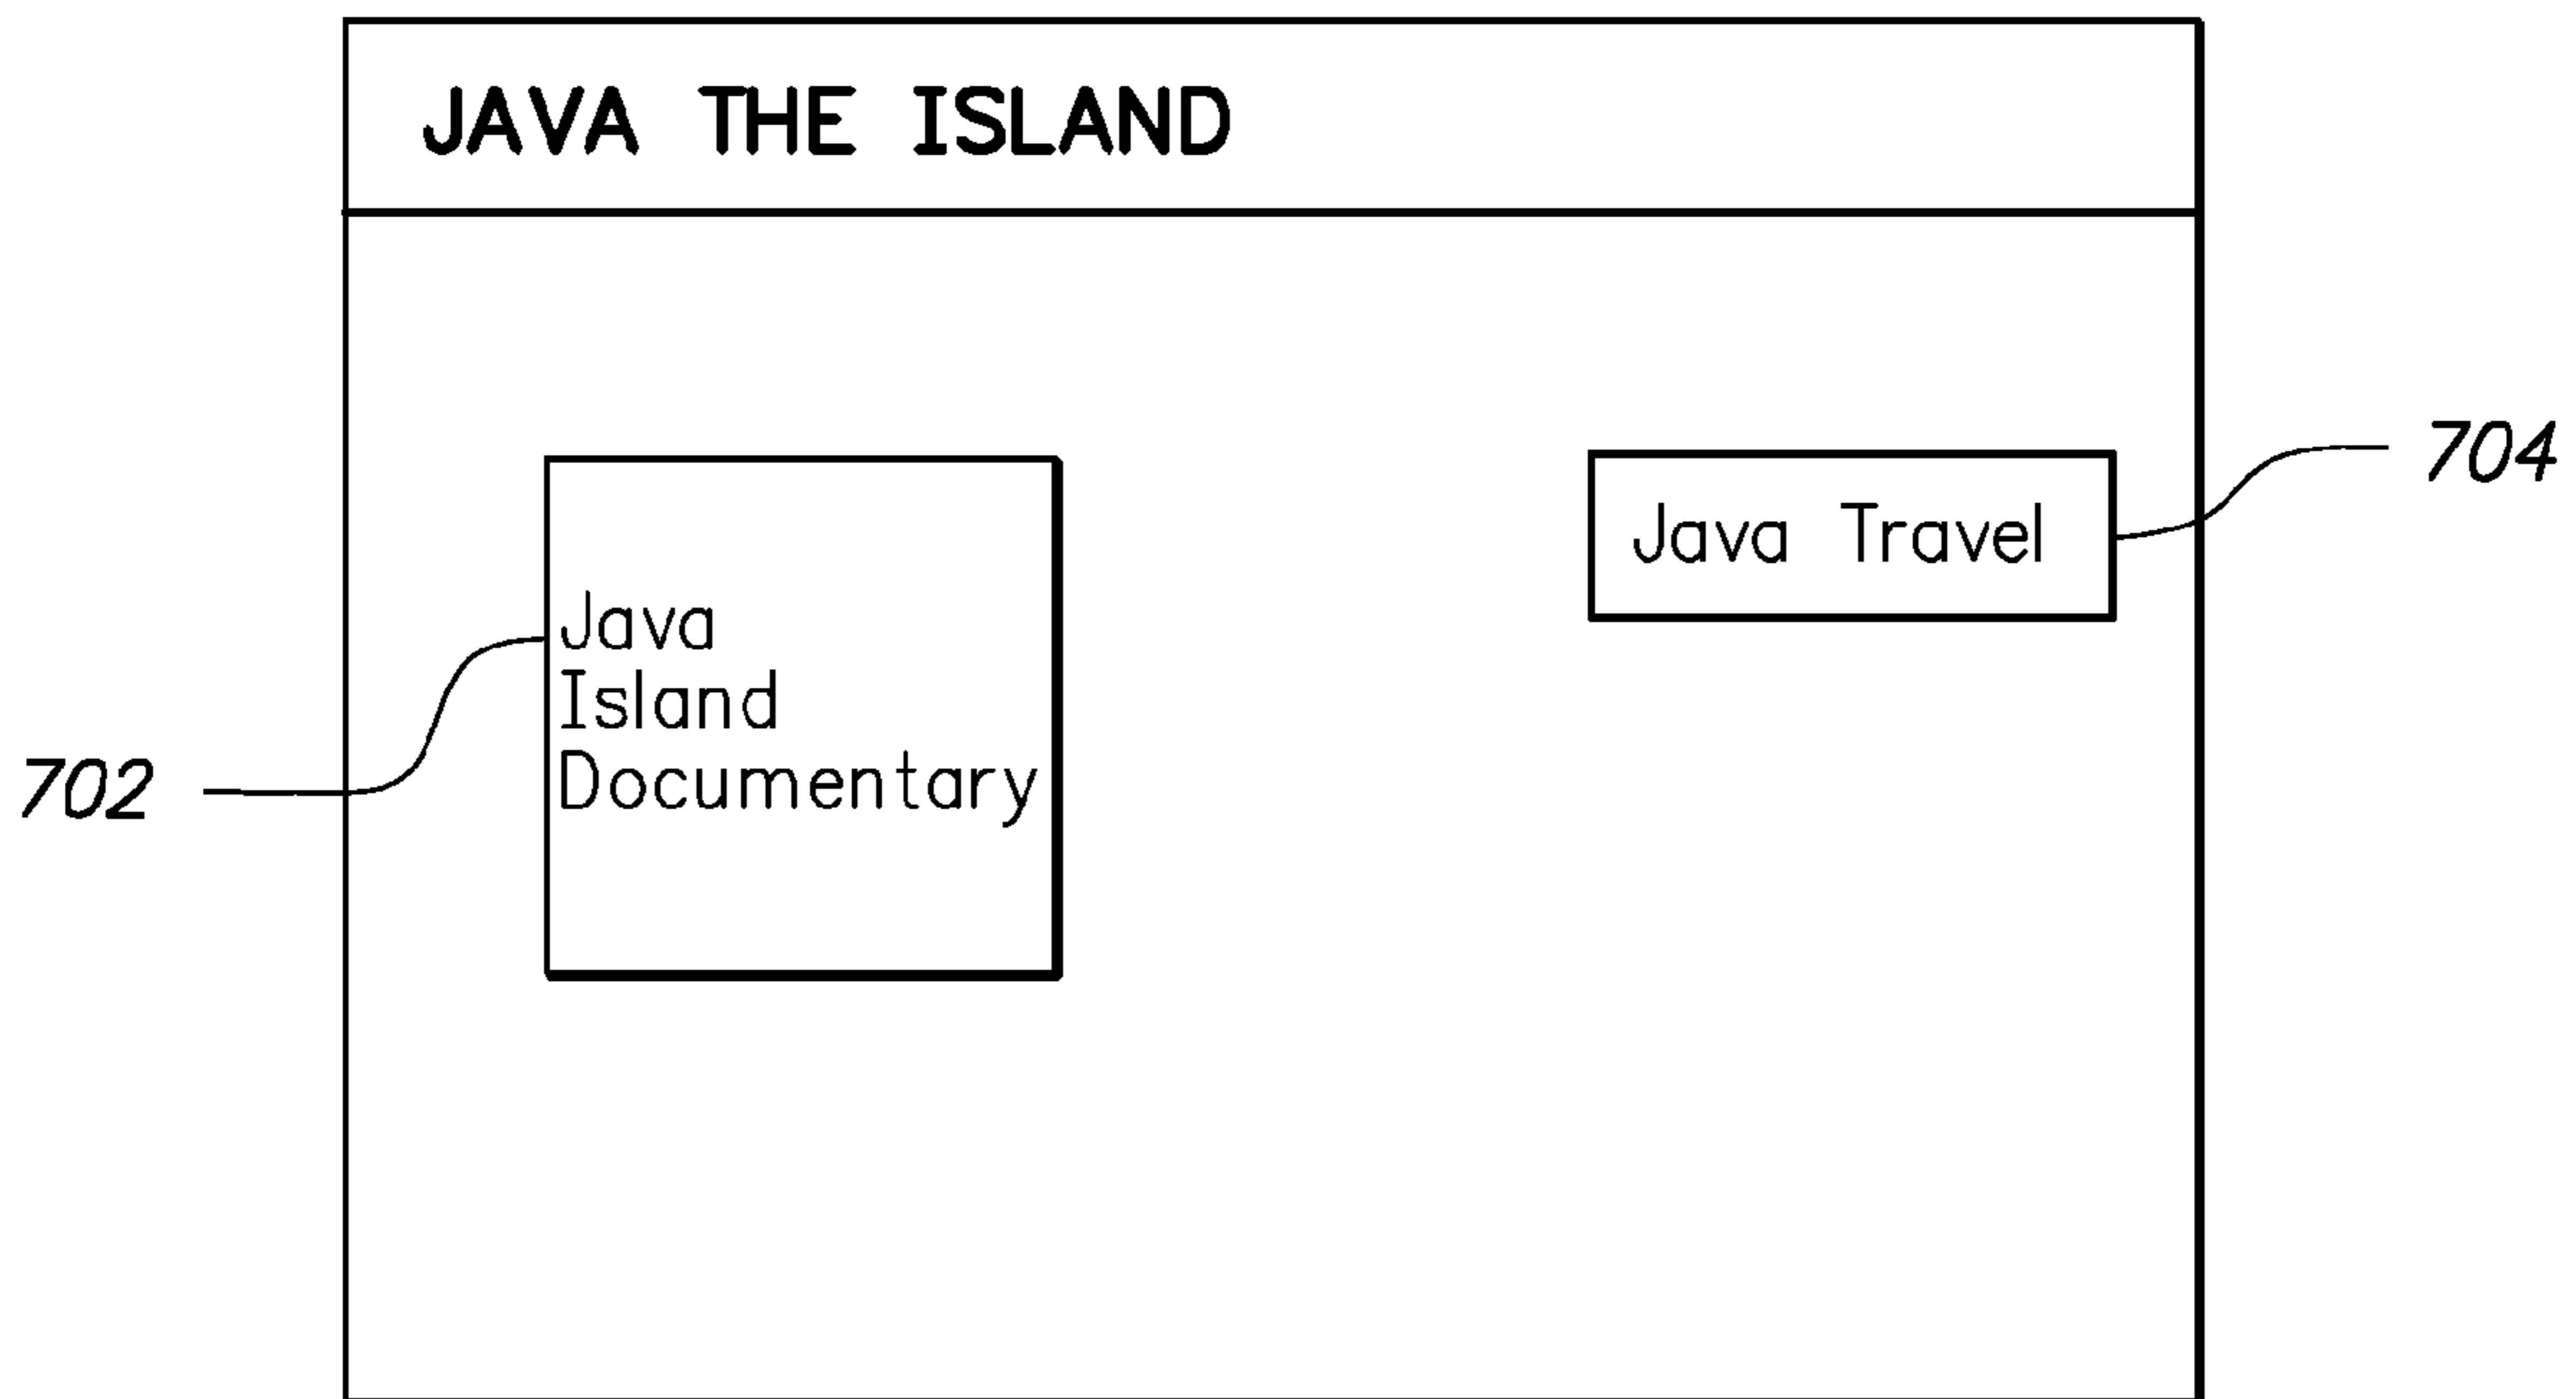 JAVA THE ISLAND
704
Java Travel
Java
Island
Documentary
702